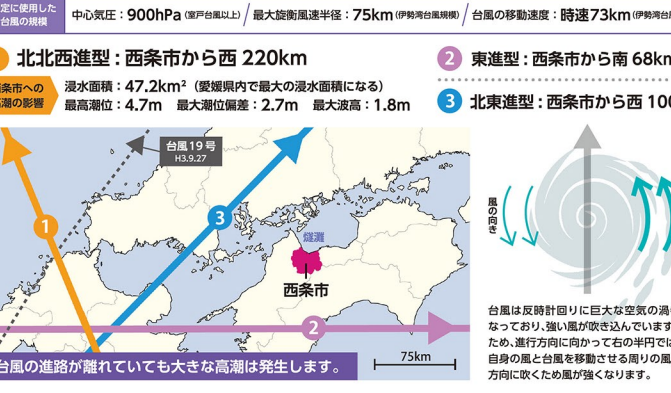 定に使用した
台風の規模
中心気圧：900hPa（室戸台風以上）／最大旋衡風速半径：75km（伊勢湾台風規模）／台風の移動速度：時速73km（伊勢湾台
北北西進型：西条市から西 220km
西条市への
高潮の影響
浸水面積：47.2km²（愛媛県内で最大の浸水面積になる）
最高潮位：4.7m 最大潮位偏差：2.7m 最大波高：1.8m
2 東進型：西条市から南 68km
3 北東進型：西条市から西 100
台風19号
H3.9.27
1
3
燧灘
西条市
2
75km
台風の進路が離れていても大きな高潮は発生します。
風の向き
台風は反時計回りに巨大な空気の渦
なっており、強い風が吹き込んでいます
ため、進行方向に向かって右の半円では
自身の風と台風を移動させる周りの風
方向に吹くため風が強くなります。